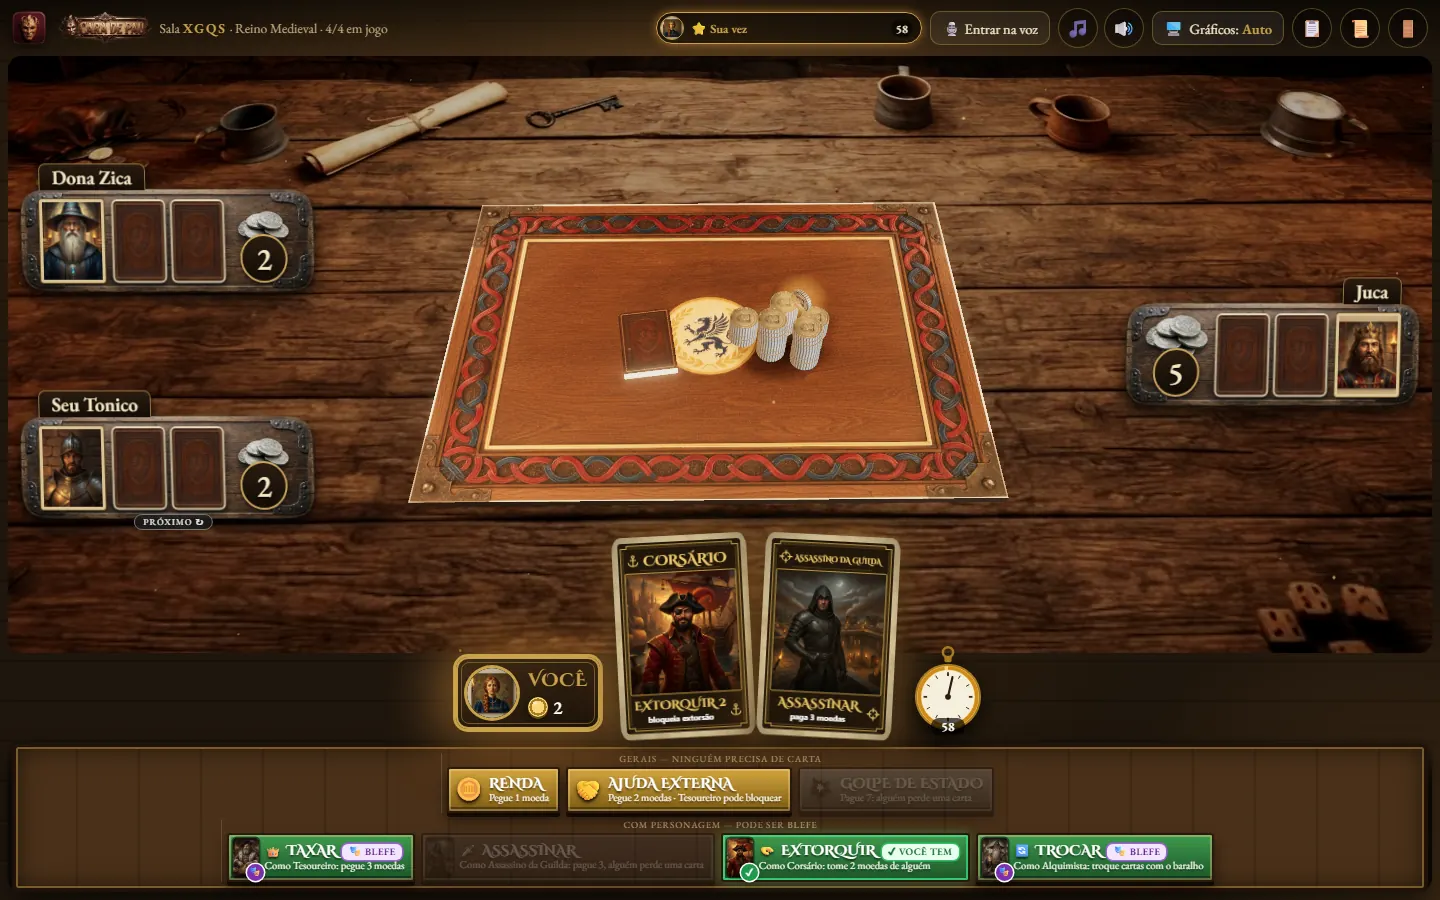 CARA DE PAU
Sala XGQS · Reino Medieval · 4/4 em jogo
Sua vez
58
Entrar na voz
Gráficos: Auto
Dona Zica
2
Juca
5
Seu Tonico
2
PRÓXIMO ↻
CORSÁRIO
EXTORQUIR 2
bloqueia extorsão
ASSASSINO DA GUILDA
ASSASSINAR
paga 3 moedas
VOCÊ
2
58
GERAIS — NINGUÉM PRECISA DE CARTA
RENDA
Pegue 1 moeda
AJUDA EXTERNA
Pegue 2 moedas · Tesoureiro pode bloquear
GOLPE DE ESTADO
Pague 7: alguém perde uma carta
COM PERSONAGEM — PODE SER BLEFE
TAXAR BLEFE
Como Tesoureiro: pegue 3 moedas
ASSASSINAR
Como Assassino da Guilda: pague 3, alguém perde uma carta
EXTORQUIR ✓ VOCÊ TEM
Como Corsário: tome 2 moedas de alguém
TROCAR BLEFE
Como Alquimista: troque cartas com o baralho